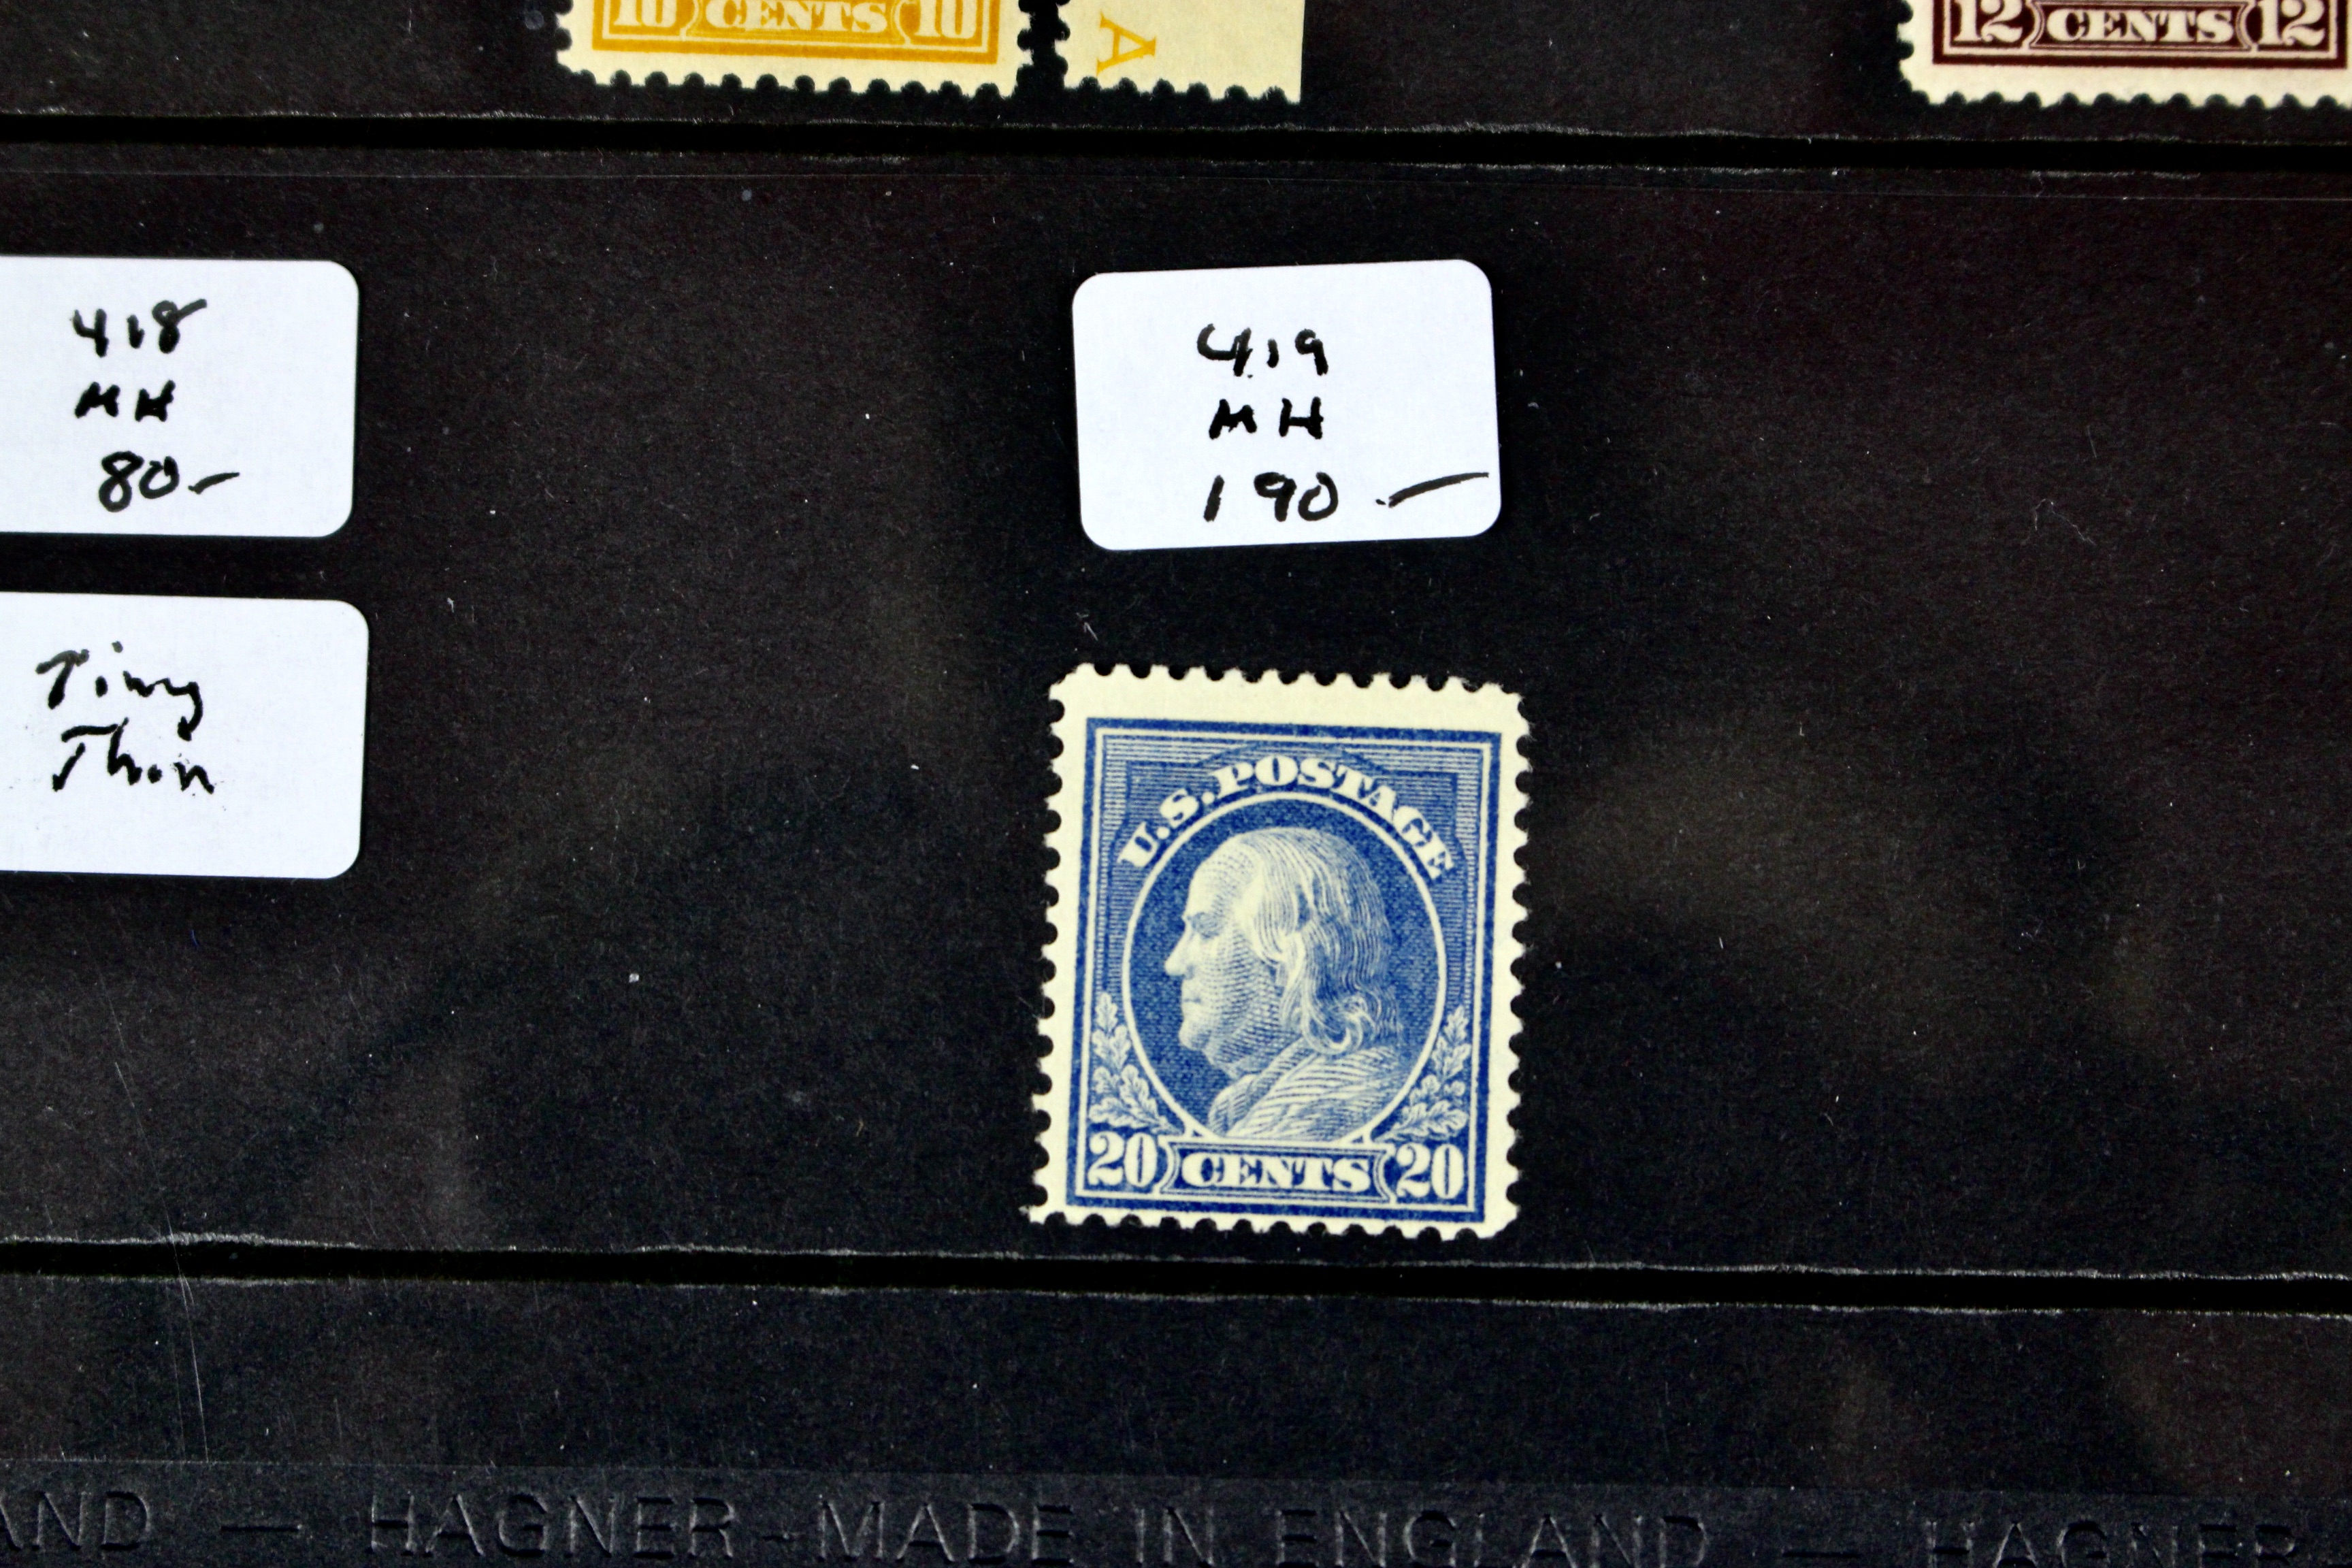 10 CENTS 10
A
12 CENTS 12
418
MH
80-
Tiny
Thin
419
MH
190-
U.S.POSTAGE
20 CENTS 20
AND — HAGNER-MADE IN ENGLAND — HAGNER